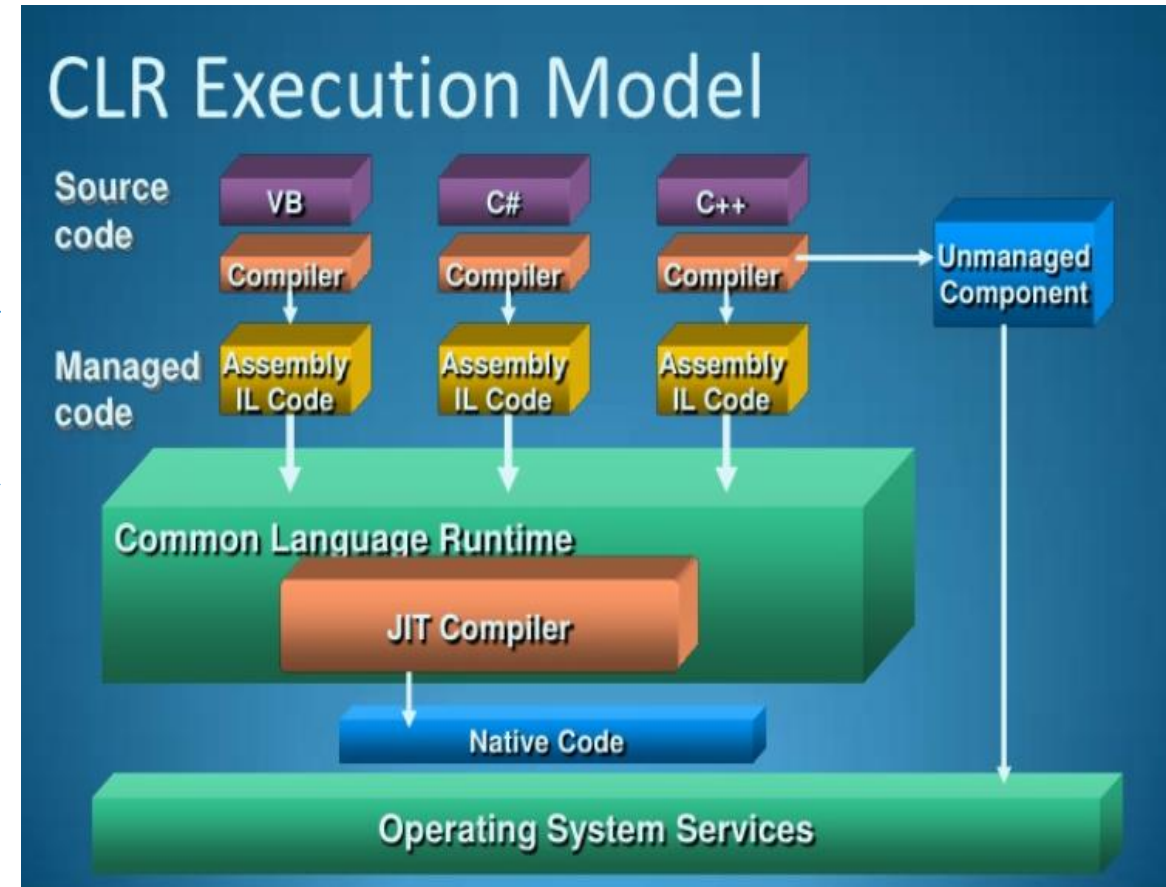 CLR Execution Model
Source
code
VB
C#
C++
Compiler
Compiler
Compiler
Unmanaged
Component
Managed
code
Assembly
IL Code
Assembly
IL Code
Assembly
IL Code
Common Language Runtime
JIT Compiler
Native Code
Operating System Services